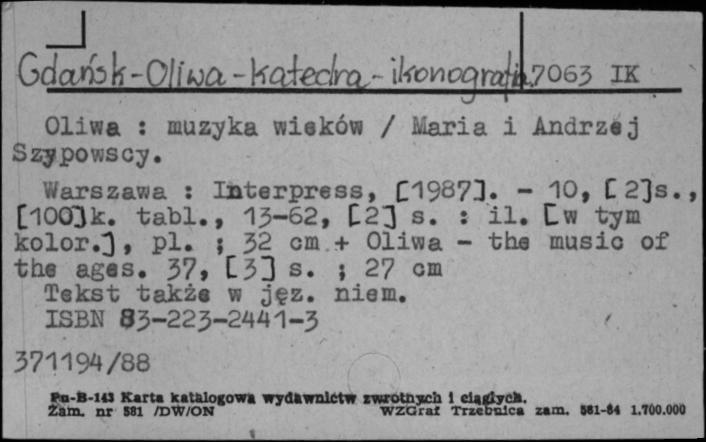 Gdańsk-Oliwa-katedra-ikonografia 7063 IK
Oliwa : muzyka wieków / Maria i Andrzej
Szypowscy.
Warszawa : Interpress, [1987]. - 10, [2]s.,
[100]k. tabl., 13-62, [2] s. : il. [w tym
kolor.], pl. ; 32 cm + Oliwa - the music of
the ages. 37, [3] s. ; 27 cm
Tekst także w jęz. niem.
ISBN 83-223-2441-3
371194/88
Pu-B-143 Karta katalogowa wydawnictw zwrotnych i ciągłych.
Zam. nr 581 /DW/ON WZGraf Trzebnica zam. 581-84 1.700.000